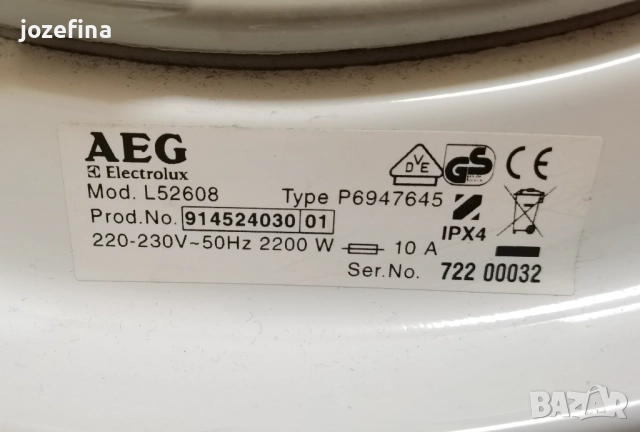 jozefina
AEG
Electrolux
Mod. L52608 Type P6947645
Prod.No. 914524030 01
220-230V~50Hz 2200 W 10 A
Ser.No. 722 00032
DVE
GS
CE
IPX4
BAZAR